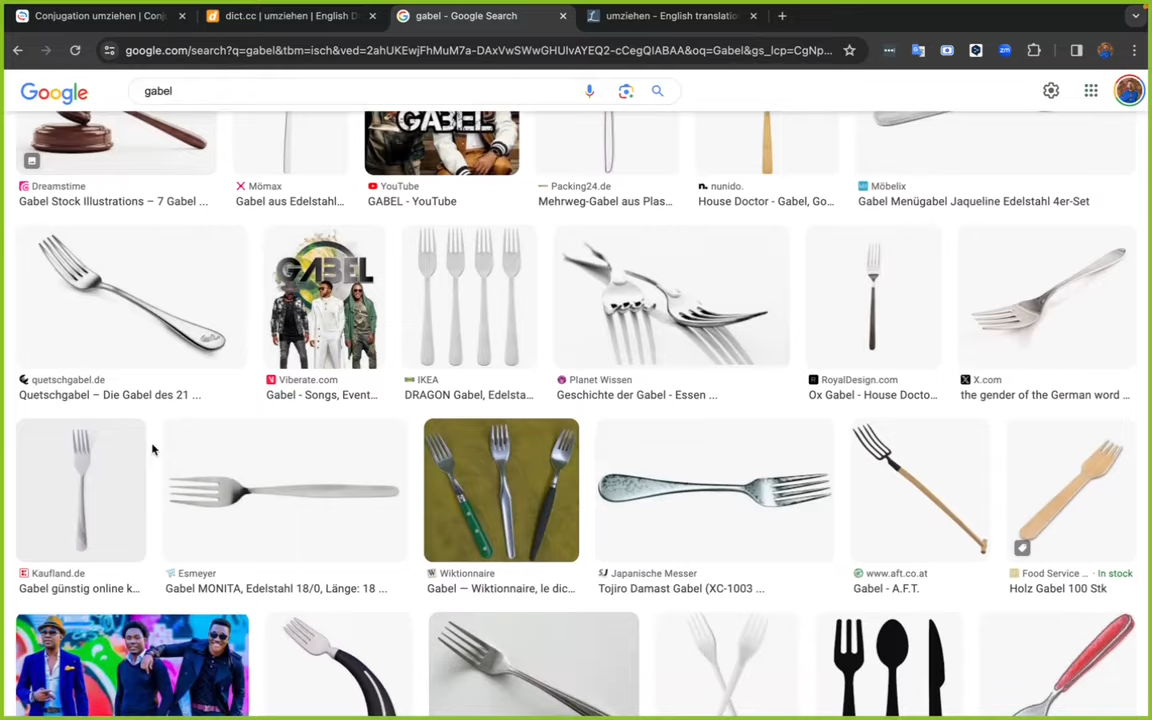 Conjugation umziehen | Conj
dict.cc | umziehen | English D
gabel - Google Search
umziehen - English translation
google.com/search?q=gabel&tbm=isch&ved=2ahUKEwjFhMuM7a-DAxVwSWwGHUlvAYEQ2-cCegQIABAA&oq=Gabel&gs_lcp=CgNp...
Google
gabel
GABEL
Dreamstime
Gabel Stock Illustrations – 7 Gabel ...
Mömax
Gabel aus Edelstahl...
YouTube
GABEL - YouTube
Packing24.de
Mehrweg-Gabel aus Plas...
nunido.
House Doctor - Gabel, Go...
Möbelix
Gabel Menügabel Jaqueline Edelstahl 4er-Set
GABEL
quetschgabel.de
Quetschgabel – Die Gabel des 21 ...
Viberate.com
Gabel - Songs, Event...
IKEA
DRAGON Gabel, Edelsta...
Planet Wissen
Geschichte der Gabel - Essen ...
RoyalDesign.com
Ox Gabel - House Docto...
X.com
the gender of the German word ...
Kaufland.de
Gabel günstig online k...
Esmeyer
Gabel MONITA, Edelstahl 18/0, Länge: 18 ...
Wiktionnaire
Gabel — Wiktionnaire, le dic...
Japanische Messer
Tojiro Damast Gabel (XC-1003 ...
www.aft.co.at
Gabel - A.F.T.
Food Service ... · In stock
Holz Gabel 100 Stk